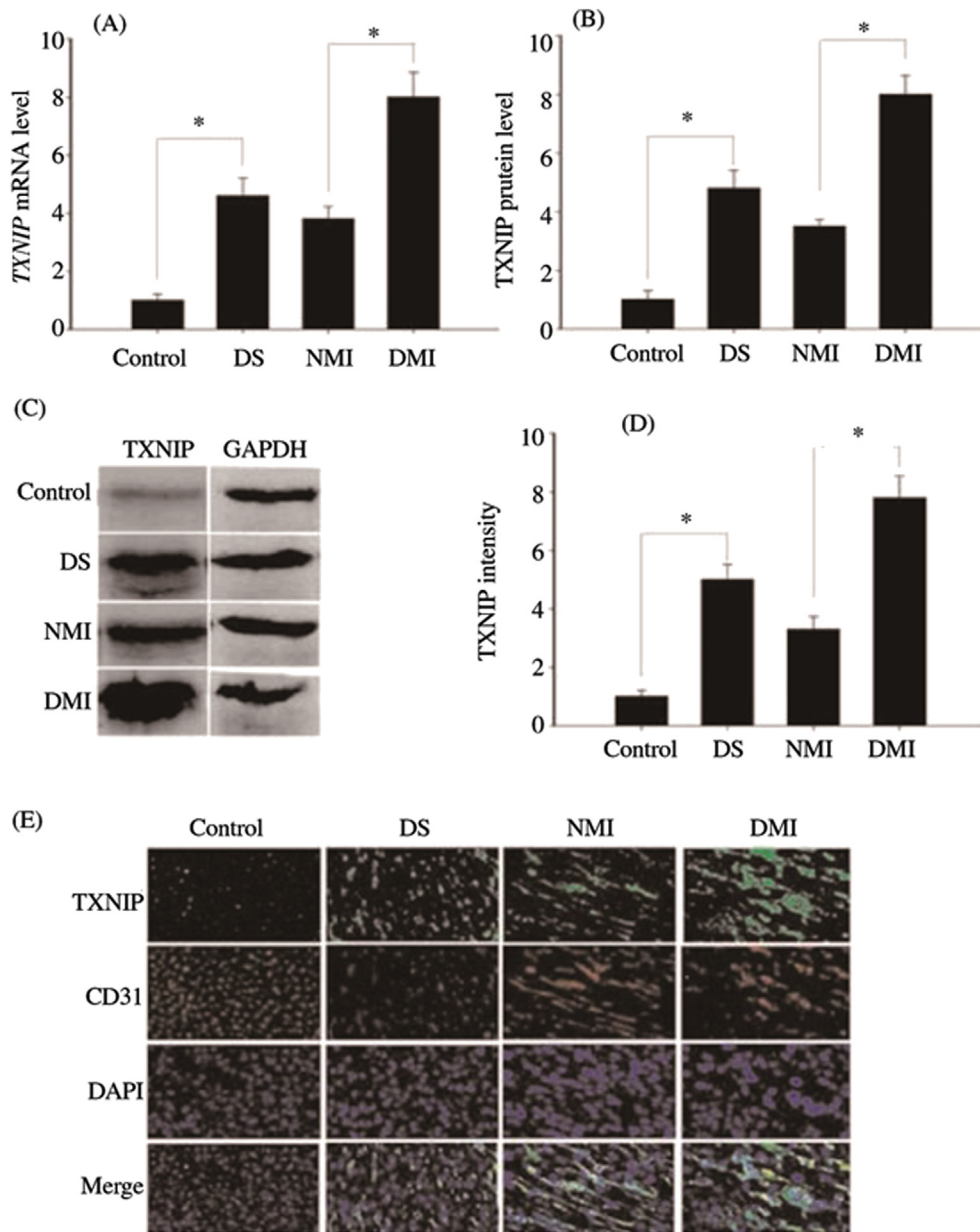 (A)
TXNIP mRNA level
10
8
6
4
2
0
*
*
Control DS NMI DMI
(B)
TXNIP prutein level
10
8
6
4
2
0
*
*
Control DS NMI DMI
(C)
TXNIP GAPDH
Control
DS
NMI
DMI
(D)
TXNIP intensity
10
8
6
4
2
0
*
*
Control DS NMI DMI
(E)
Control DS NMI DMI
TXNIP
CD31
DAPI
Merge